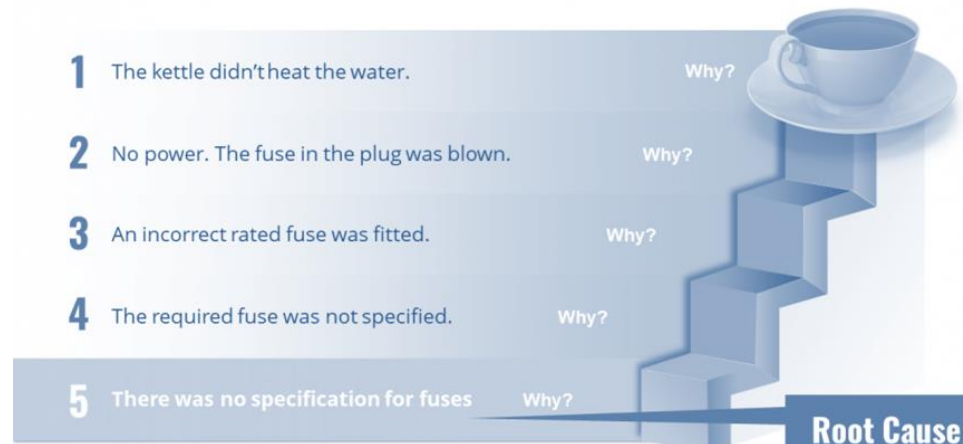 1 The kettle didn't heat the water. Why?
2 No power. The fuse in the plug was blown. Why?
3 An incorrect rated fuse was fitted. Why?
4 The required fuse was not specified. Why?
5 There was no specification for fuses Why?
Root Cause